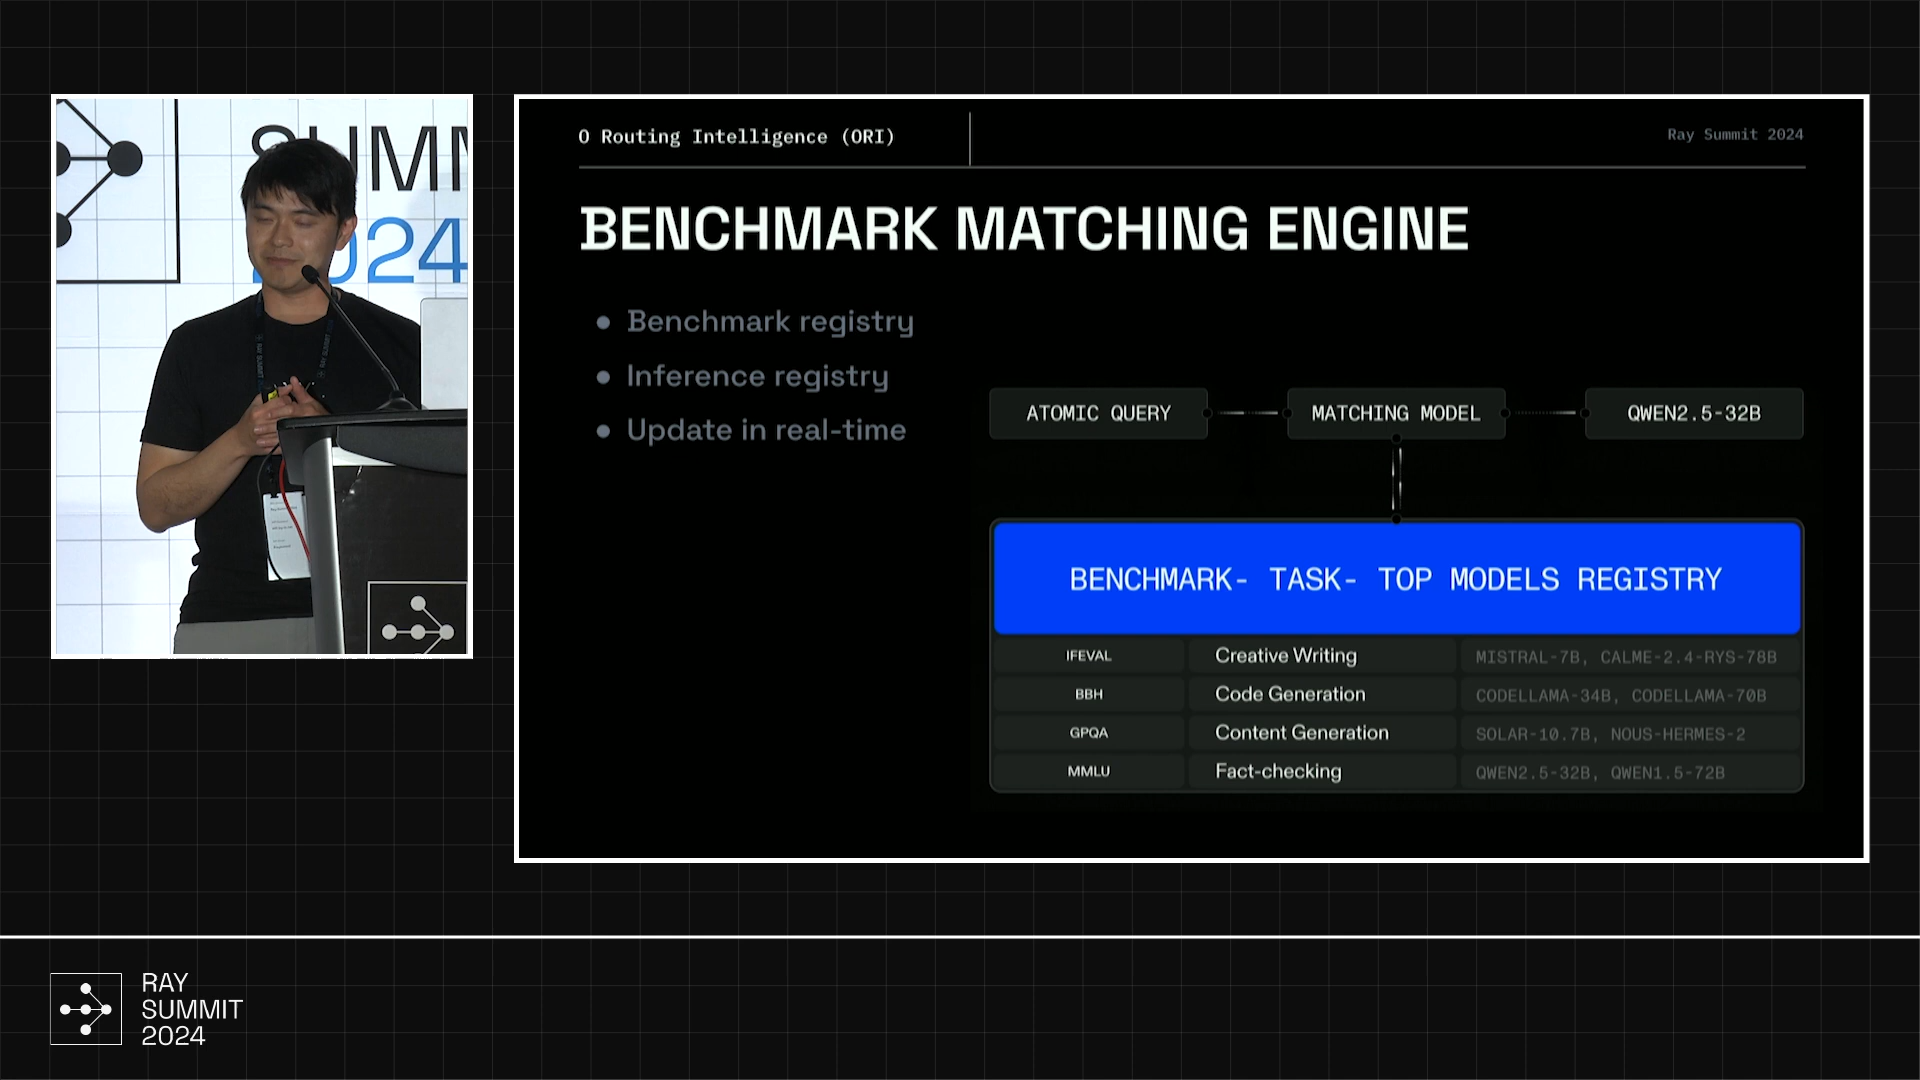 SUMM
2024
O Routing Intelligence (ORI)
Ray Summit 2024
BENCHMARK MATCHING ENGINE
Benchmark registry
Inference registry
Update in real-time
ATOMIC QUERY
MATCHING MODEL
QWEN2.5-32B
BENCHMARK- TASK- TOP MODELS REGISTRY
IFEVAL Creative Writing MISTRAL-7B, CALME-2.4-RYS-78B
BBH Code Generation CODELLAMA-34B, CODELLAMA-70B
GPQA Content Generation SOLAR-10.7B, NOUS-HERMES-2
MMLU Fact-checking QWEN2.5-32B, QWEN1.5-72B
RAY
SUMMIT
2024